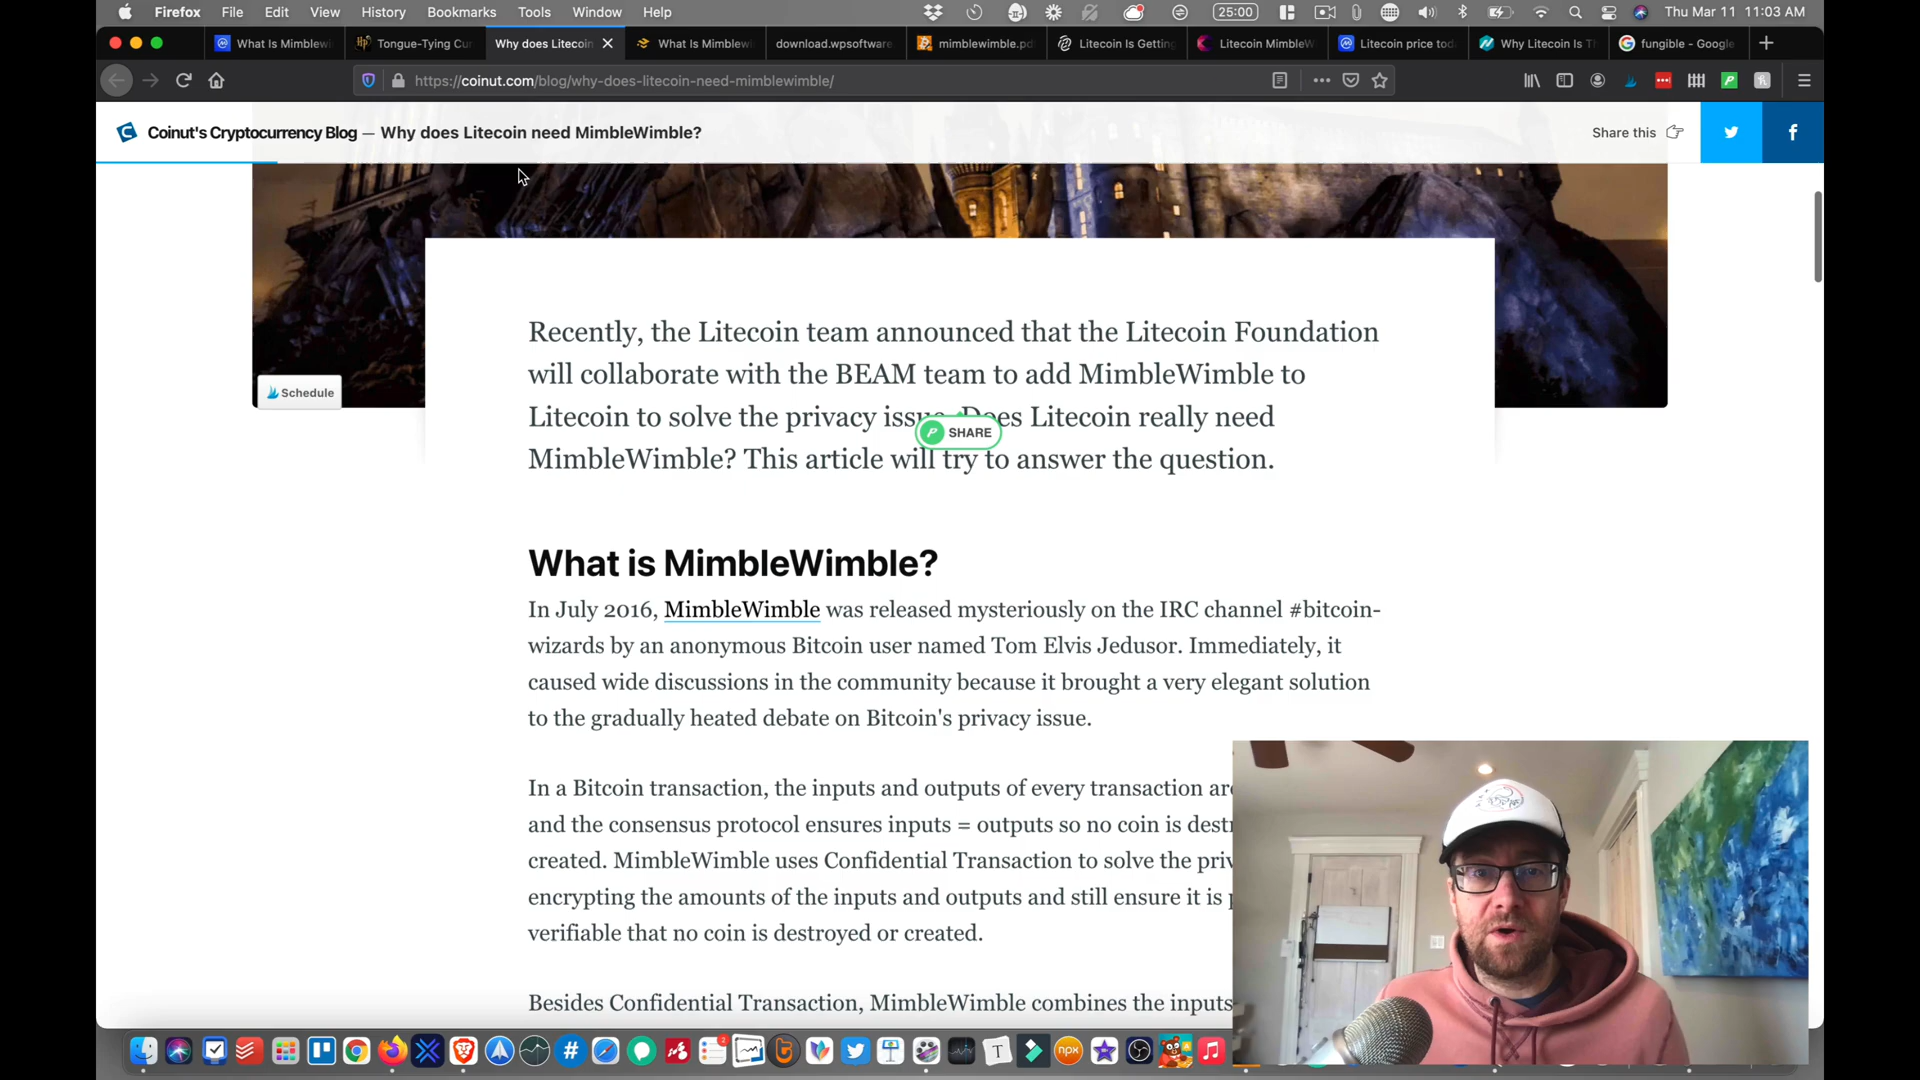 Firefox File Edit View History Bookmarks Tools Window Help 25:00 Thu Mar 11 11:03 AM
What Is Mimblewi Tongue-Tying Cu Why does Litecoin What Is Mimblewi download.wpsoftware mimblewimble.pd Litecoin Is Getting Litecoin MimbleW Litecoin price tod Why Litecoin Is T fungible - Google
https://coinut.com/blog/why-does-litecoin-need-mimblewimble/
Coinut's Cryptocurrency Blog — Why does Litecoin need MimbleWimble? Share this
Schedule
Recently, the Litecoin team announced that the Litecoin Foundation
will collaborate with the BEAM team to add MimbleWimble to
Litecoin to solve the privacy issue. Does Litecoin really need
SHARE
MimbleWimble? This article will try to answer the question.
What is MimbleWimble?
In July 2016, MimbleWimble was released mysteriously on the IRC channel #bitcoin-
wizards by an anonymous Bitcoin user named Tom Elvis Jedusor. Immediately, it
caused wide discussions in the community because it brought a very elegant solution
to the gradually heated debate on Bitcoin's privacy issue.
In a Bitcoin transaction, the inputs and outputs of every transaction ar
and the consensus protocol ensures inputs = outputs so no coin is destr
created. MimbleWimble uses Confidential Transaction to solve the priv
encrypting the amounts of the inputs and outputs and still ensure it is p
verifiable that no coin is destroyed or created.
Besides Confidential Transaction, MimbleWimble combines the inputs